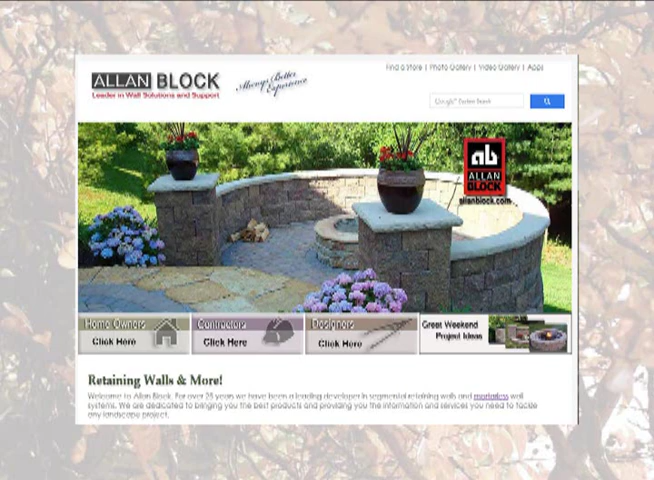 ALLAN BLOCK
Leader in Wall Solutions and Support
Always Better
Experience
Find a Store | Photo Gallery | Video Gallery | Apps
Google Custom Search
ab
ALLAN
BLOCK
allanblock.com
Home Owners
Click Here
Contractors
Click Here
Designers
Click Here
Great Weekend
Project Ideas
Retaining Walls & More!
Welcome to Allan Block. For over 25 years we have been a leading developer in segmental retaining walls and mortarless wall
systems. We are dedicated to bringing you the best products and providing you the information and services you need to tackle
any landscape project.